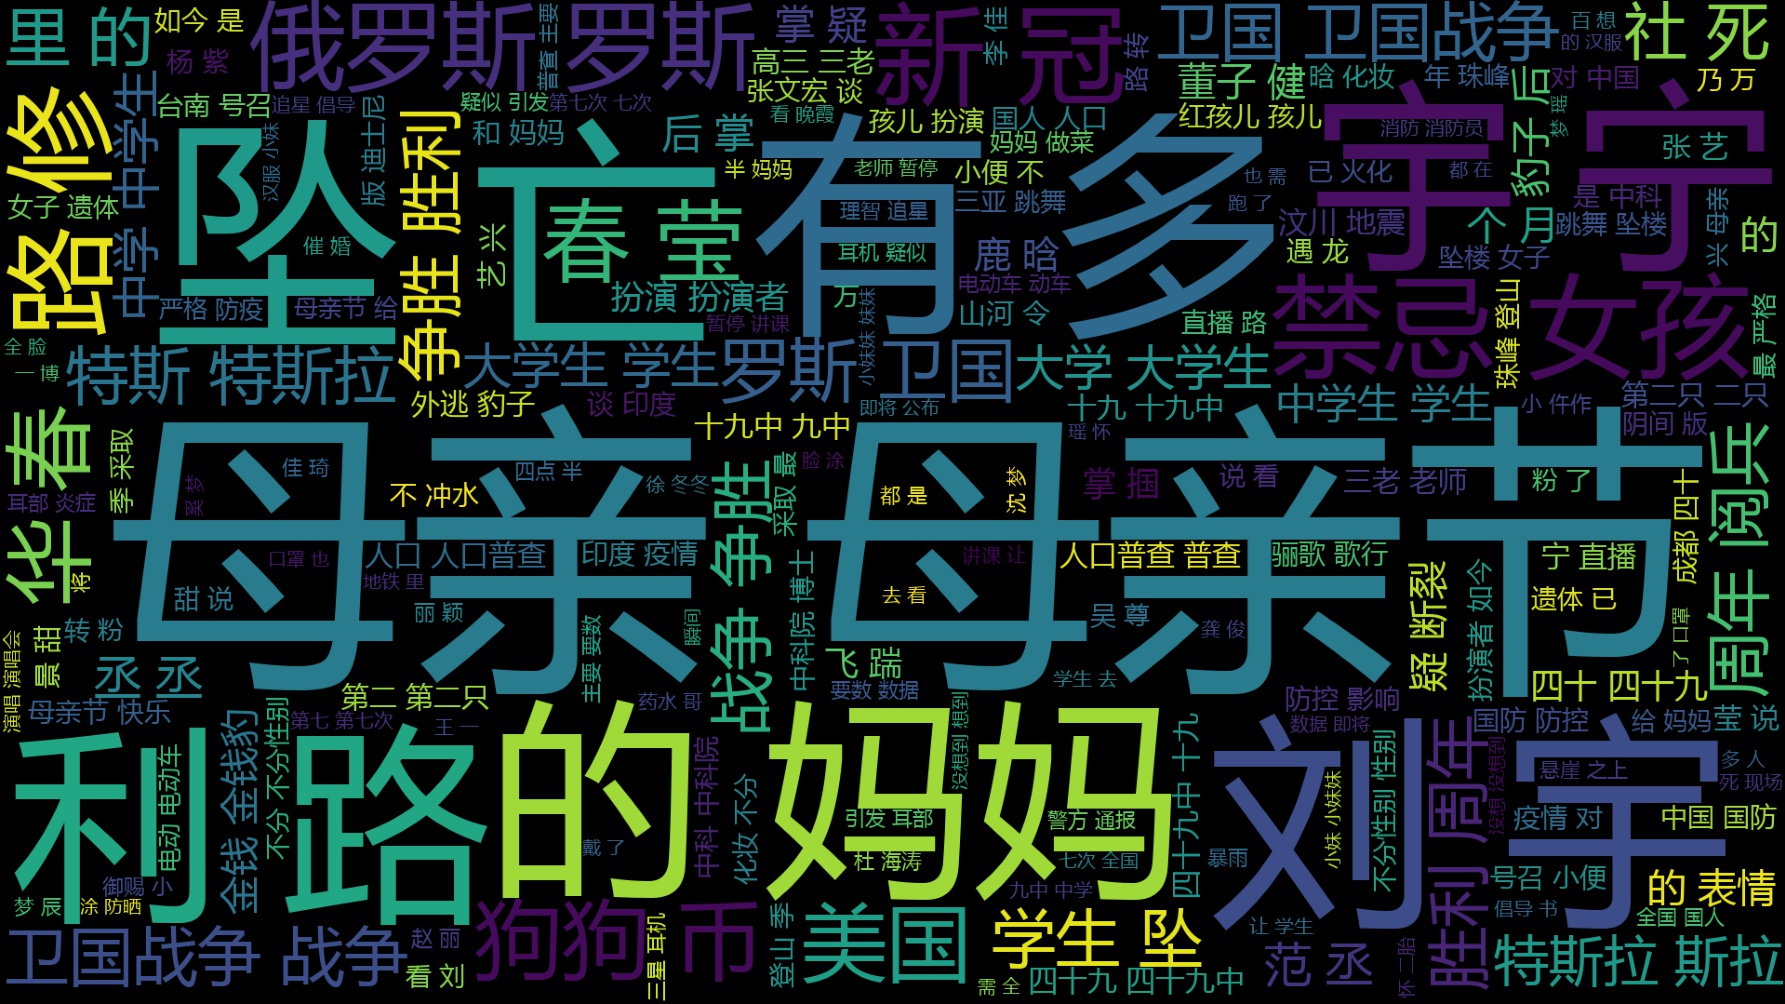 里 的
如今 是
杨 紫
俄罗斯 罗斯
普查 主要
掌 疑
高三 三老
张文宏 谈
新 冠
李 佳
路 转
卫国 卫国战争
百 想
的 汉服
社 死
董子 健
晗 化妆
年 珠峰
对 中国
乃 万
路修
中学 中学生
台南 号召
追星 倡导
疑似 引发
第七次 七次
看 晚霞
孩儿 扮演
国人 人口
红孩儿 孩儿
消防 消防员
豹子 后
梦 瑶
张 艺
汉服 小妹
版 迪士尼
争胜 胜利
和 妈妈
后 掌
半 妈妈
老师 暂停
妈妈 做菜
小便 不
也 需
已 火化
都 在
是 中科
女子 遗体
坠亡
有多
宇宁
春 莹
理智 追星
三亚 跳舞
跑 了
汶川 地震
个 月
跳舞 坠楼
兴 母亲
的
催 婚
艺 兴
耳机 疑似
鹿 晗
遇 龙
坠楼 女子
严格 防疫
母亲节 给
扮演 扮演者
万
电动车 动车
山河 令
禁忌 女孩
珠峰 登山
最 严格
全 脸
一 博
暂停 讲课
小妹妹 妹妹
直播 路
特斯 特斯拉
大学生 学生
罗斯 卫国
大学 大学生
外逃 豹子
谈 印度
即将 公布
十九 十九中
中学生 学生
小 仵作
第二只 二只
阴间 版
十九中 九中
瑶 怀
华春
季 采取
佳 琦
四点 半
徐 冬冬
脸 涂
采取 最
都 是
沈 梦
掌 掴
说 看
三老 老师
粉 了
耳部 炎症
奚 梦
不 冲水
母亲 母亲节
战争 争胜
成都 四十
周年 阅兵
口罩 也
人口 人口普查
印度 疫情
讲课 让
人口普查 普查
骊歌 歌行
宁 直播
将
地铁 里
甜 说
丽 颖
中科院 博士
去 看
吴 尊
龚 俊
疑 断裂
扮演者 如今
遗体 已
演唱 演唱会
景 甜
转 粉
主要 要数
瞬间
飞 踹
了 口罩
丞 丞
第二 第二只
要数 数据
学生 去
四十 四十九
母亲节 快乐
第七 第七次
王 一
药水 哥
没想到 想到
防控 影响
数据 即将
国防 防控
给 妈妈
莹 说
利路
电动 电动车
金钱 金钱豹
不分 不分性别
的 妈妈
中科 中科院
化妆 不分
四十九中 十九
刘宇
小妹 小妹妹
不分性别 性别
胜利 周年
没想 没想到
悬崖 之上
多 人
死 现场
疫情 对
中国 国防
引发 耳部
警方 通报
戴 了
杜 海涛
七次 全国
暴雨
御赐 小
九中 中学
号召 小便
的 表情
梦 辰
涂 防晒
让 学生
倡导 书
全国 国人
卫国战争 战争
赵 丽
看 刘
狗狗 币
三星 耳机
登山 季
美国
学生 坠
需 全
四十九 四十九中
范 丞
怀 二胎
特斯拉 斯拉